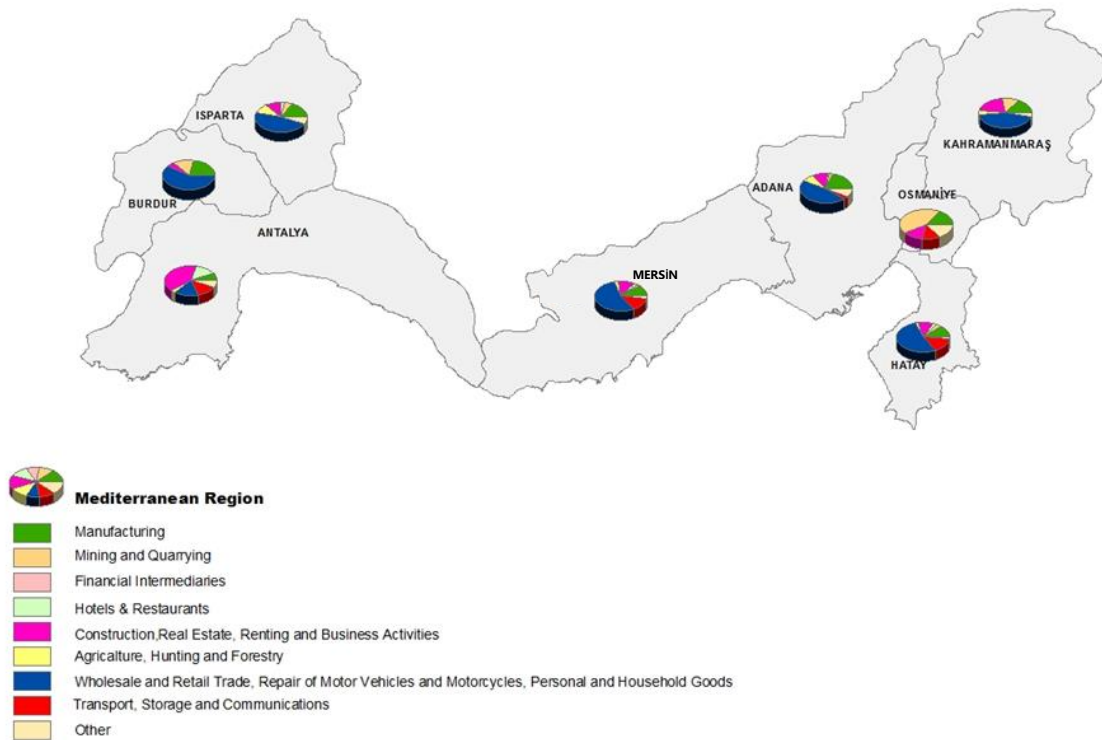 ISPARTA
KAHRAMANMARAŞ
ADANA
OSMANİYE
BURDUR
ANTALYA
MERSİN
HATAY
Mediterranean Region
Manufacturing
Mining and Quarrying
Financial Intermediaries
Hotels & Restaurants
Construction,Real Estate, Renting and Business Activities
Agricalture, Hunting and Forestry
Wholesale and Retail Trade, Repair of Motor Vehicles and Motorcycles, Personal and Household Goods
Transport, Storage and Communications
Other